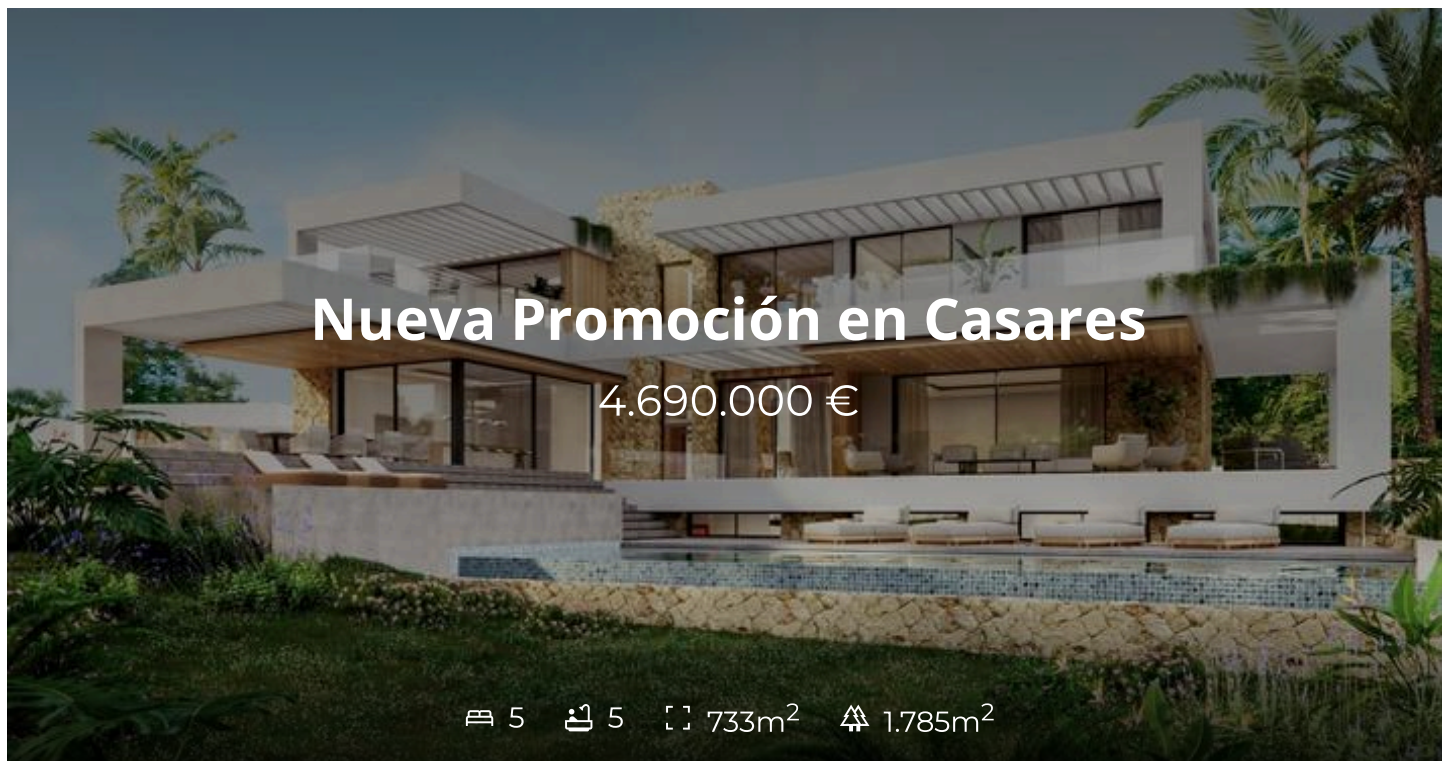 Nueva Promoción en Casares
4.690.000 €
5 5 733m² 1.785m²